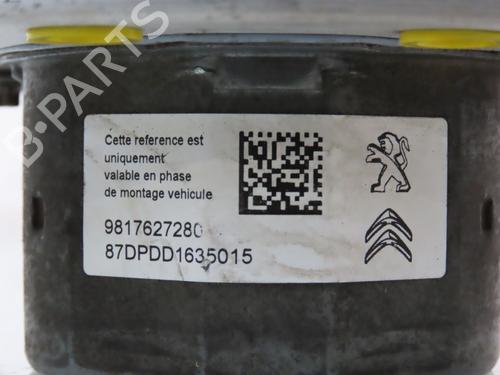 Cette reference est
uniquement
valable en phase
de montage vehicule
9817627280
87DPDD1635015
B-PARTS